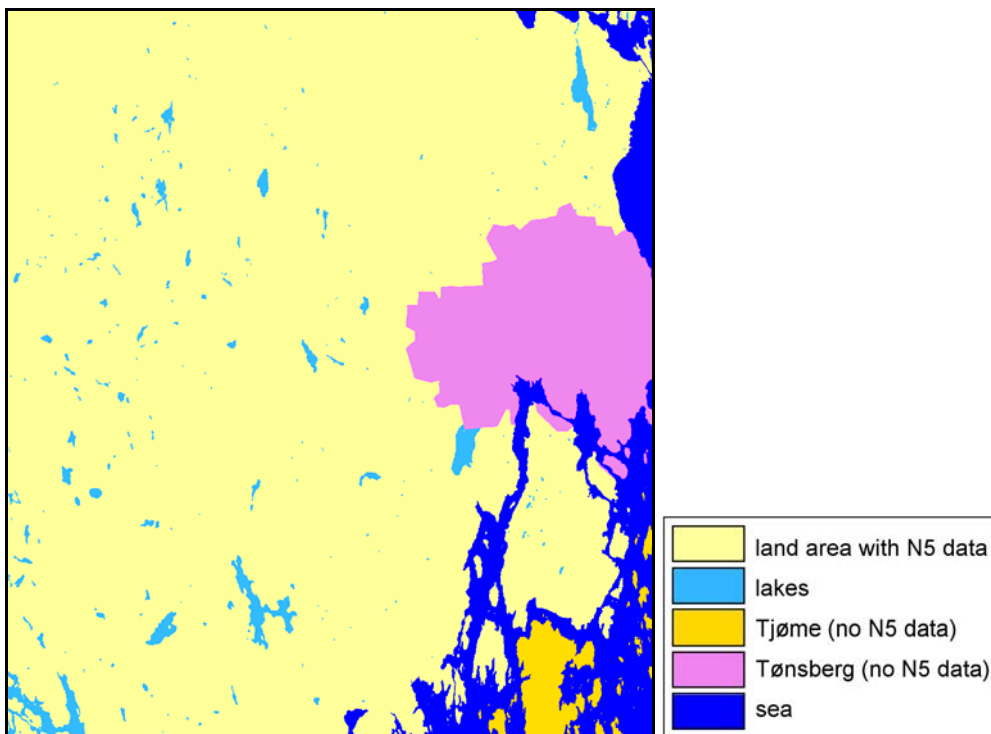 land area with N5 data
lakes
Tjøme (no N5 data)
Tønsberg (no N5 data)
sea